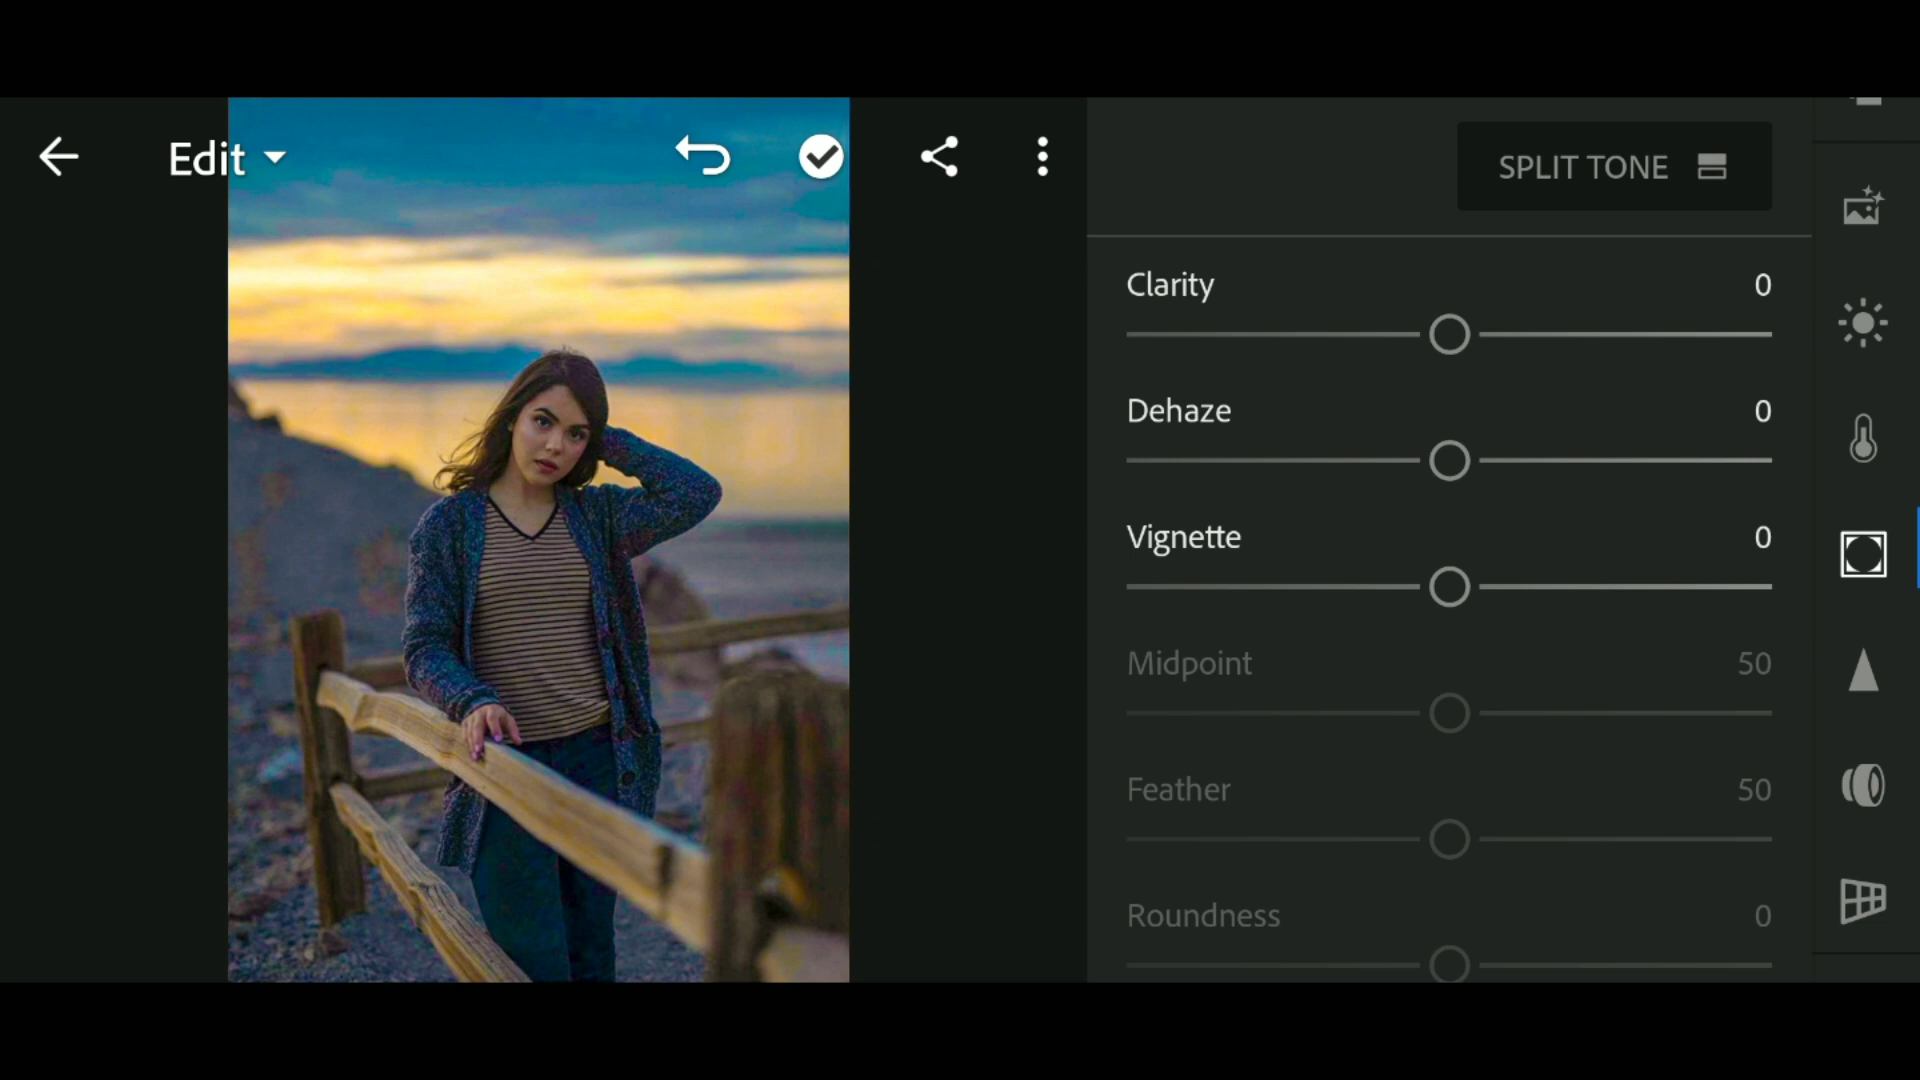 Edit
SPLIT TONE
Clarity 0
Dehaze 0
Vignette 0
Midpoint 50
Feather 50
Roundness 0